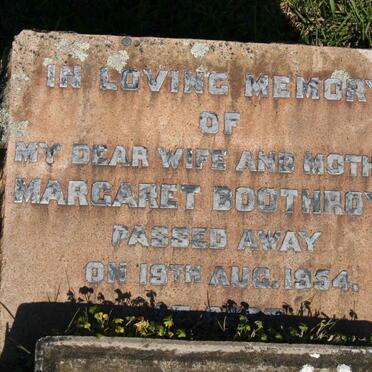 IN LOVING MEMORY
OF
MY DEAR WIFE AND MOTH
MARGARET BOOTHROY
PASSED AWAY
ON 19TH AUG. 1954.